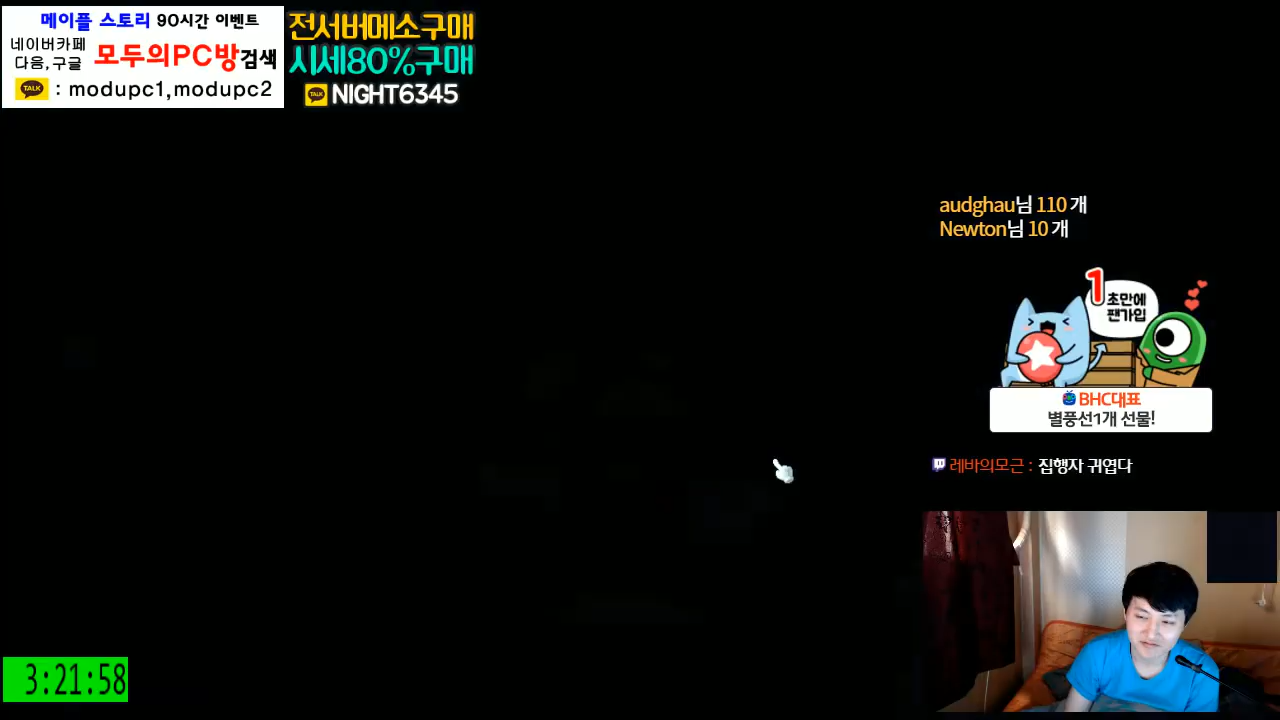 메이플 스토리 90시간 이벤트
네이버카페
다음,구글
모두의PC방검색
TALK : modupc1,modupc2
전서버메소구매
시세80%구매
TALK NIGHT6345
audghau님 110 개
Newton님 10 개
1
초만에
팬가입
BHC대표
별풍선1개 선물!
레바의모근 : 집행자 귀엽다
3:21:58